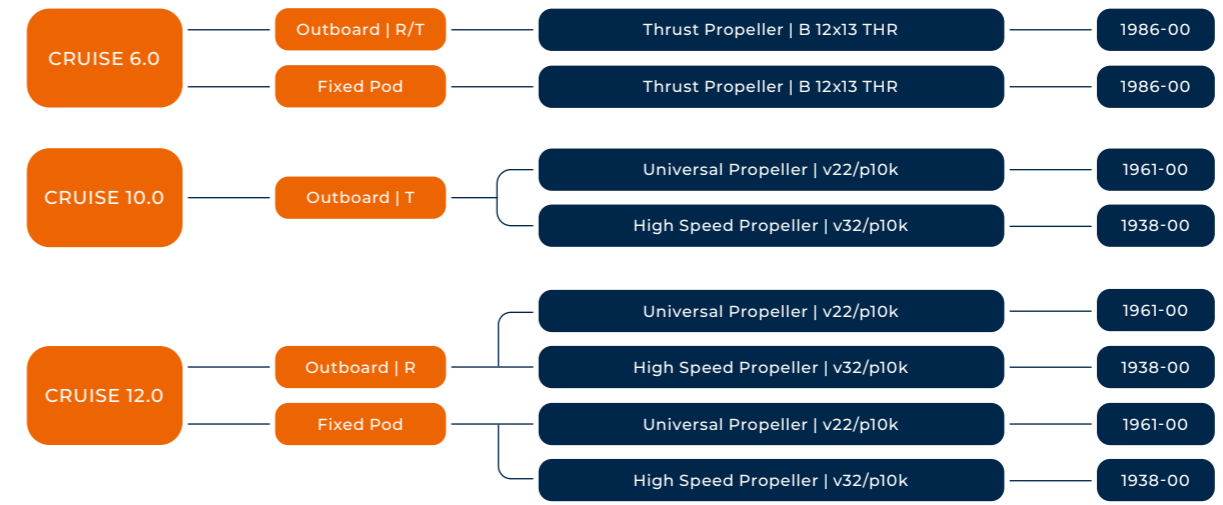 CRUISE 6.0
Outboard | R/T
Thrust Propeller | B 12x13 THR
1986-00
Fixed Pod
Thrust Propeller | B 12x13 THR
1986-00
CRUISE 10.0
Outboard | T
Universal Propeller | v22/p10k
1961-00
High Speed Propeller | v32/p10k
1938-00
CRUISE 12.0
Outboard | R
Universal Propeller | v22/p10k
1961-00
High Speed Propeller | v32/p10k
1938-00
Fixed Pod
Universal Propeller | v22/p10k
1961-00
High Speed Propeller | v32/p10k
1938-00